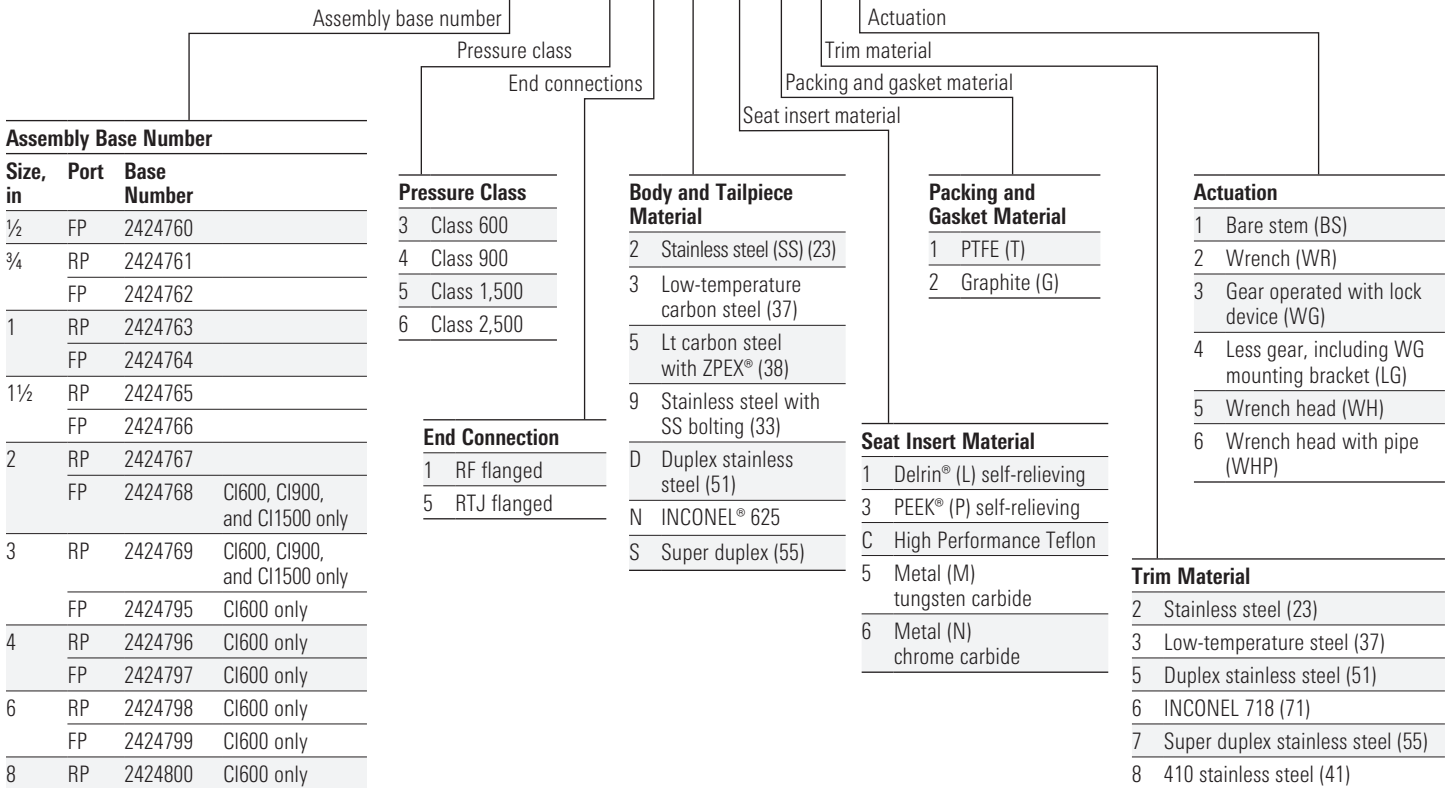 Assembly base number
Actuation
Pressure class
Trim material
End connections
Packing and gasket material
Seat insert material
Assembly Base Number
Size, in Port Base Number
½ FP 2424760
¾ RP 2424761
FP 2424762
1 RP 2424763
FP 2424764
1½ RP 2424765
FP 2424766
2 RP 2424767
FP 2424768 CI600, CI900,
and CI1500 only
3 RP 2424769 CI600, CI900,
and CI1500 only
FP 2424795 CI600 only
4 RP 2424796 CI600 only
FP 2424797 CI600 only
6 RP 2424798 CI600 only
FP 2424799 CI600 only
8 RP 2424800 CI600 only
Pressure Class
3 Class 600
4 Class 900
5 Class 1,500
6 Class 2,500
End Connection
1 RF flanged
5 RTJ flanged
Body and Tailpiece
Material
2 Stainless steel (SS) (23)
3 Low-temperature
carbon steel (37)
5 Lt carbon steel
with ZPEX® (38)
9 Stainless steel with
SS bolting (33)
D Duplex stainless
steel (51)
N INCONEL® 625
S Super duplex (55)
Seat Insert Material
1 Delrin® (L) self-relieving
3 PEEK® (P) self-relieving
C High Performance Teflon
5 Metal (M)
tungsten carbide
6 Metal (N)
chrome carbide
Packing and
Gasket Material
1 PTFE (T)
2 Graphite (G)
Trim Material
2 Stainless steel (23)
3 Low-temperature steel (37)
5 Duplex stainless steel (51)
6 INCONEL 718 (71)
7 Super duplex stainless steel (55)
8 410 stainless steel (41)
Actuation
1 Bare stem (BS)
2 Wrench (WR)
3 Gear operated with lock
device (WG)
4 Less gear, including WG
mounting bracket (LG)
5 Wrench head (WH)
6 Wrench head with pipe
(WHP)